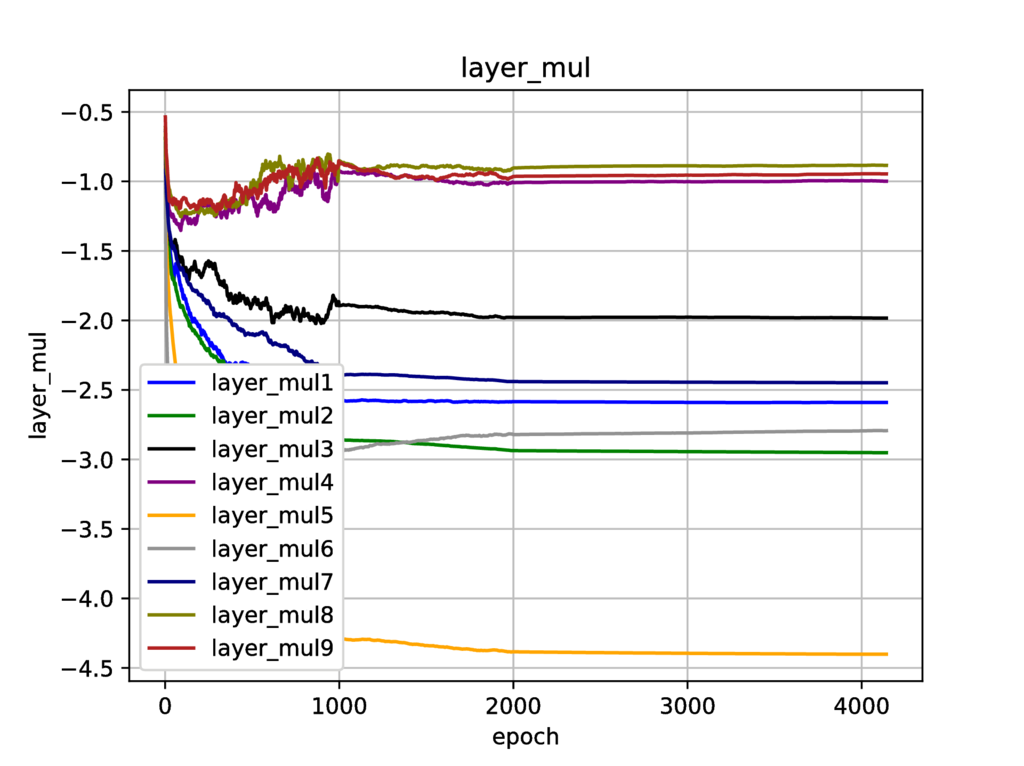 layer_mul
−0.5
−1.0
−1.5
−2.0
−2.5
−3.0
−3.5
−4.0
−4.5
layer_mul
layer_mul1
layer_mul2
layer_mul3
layer_mul4
layer_mul5
layer_mul6
layer_mul7
layer_mul8
layer_mul9
0 1000 2000 3000 4000
epoch